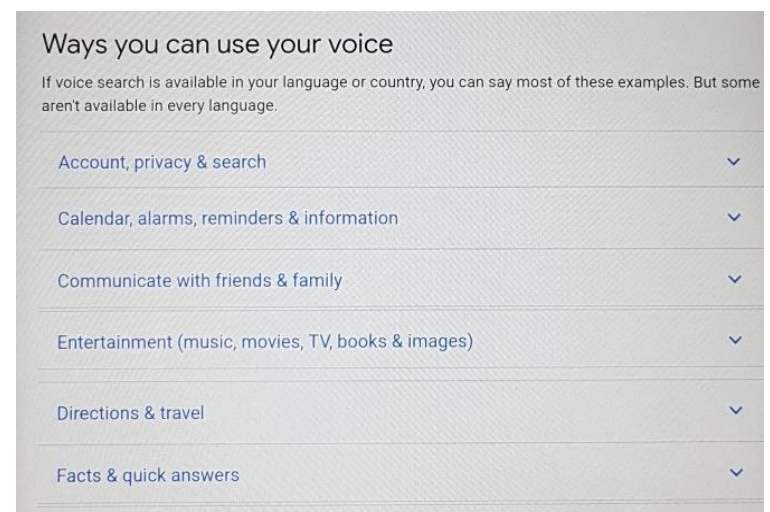 Ways you can use your voice
If voice search is available in your language or country, you can say most of these examples. But some
aren't available in every language.
Account, privacy & search
Calendar, alarms, reminders & information
Communicate with friends & family
Entertainment (music, movies, TV, books & images)
Directions & travel
Facts & quick answers